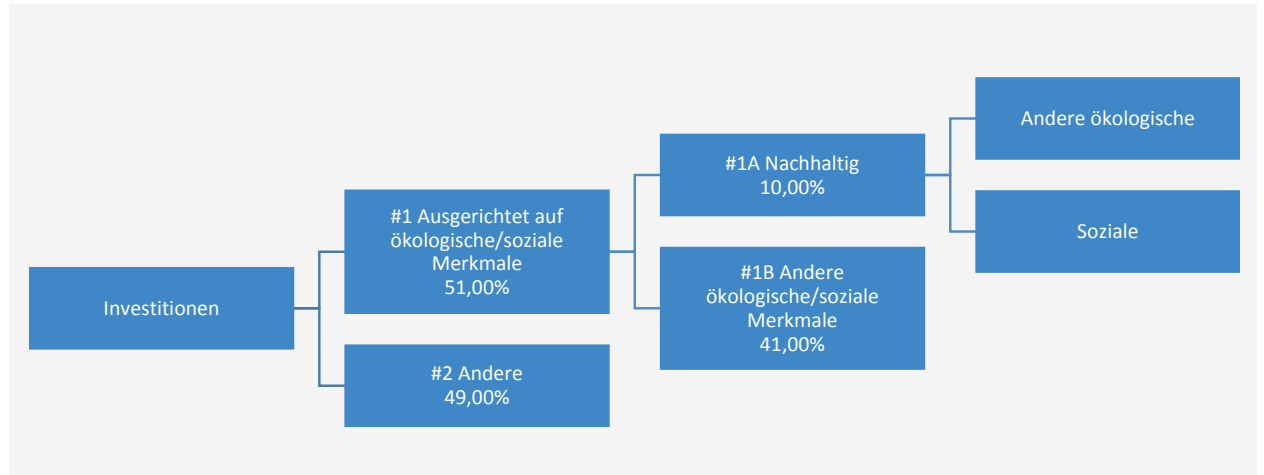 Investitionen
#1 Ausgerichtet auf
ökologische/soziale
Merkmale
51,00%
#2 Andere
49,00%
#1A Nachhaltig
10,00%
#1B Andere
ökologische/soziale
Merkmale
41,00%
Andere ökologische
Soziale